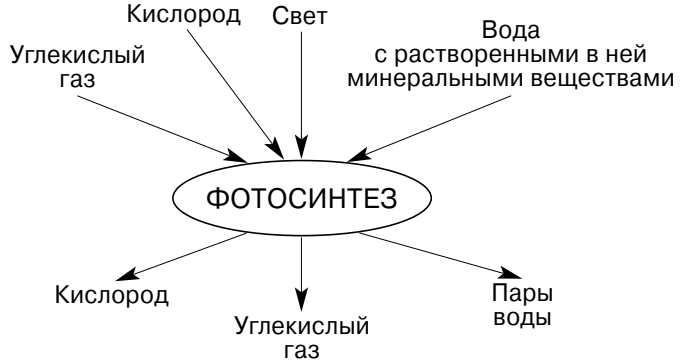 Кислород
Свет
Вода
с растворенными в ней
минеральными веществами
Углекислый
газ
ФОТОСИНТЕЗ
Кислород
Углекислый
газ
Пары
воды